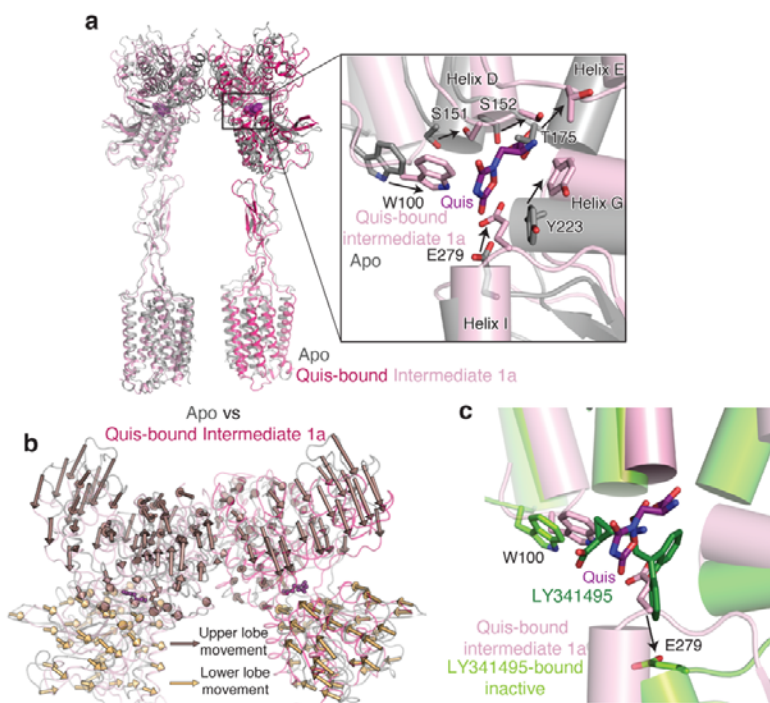 a
Helix D
Helix E
S151
S152
T175
W100
Quis
Helix G
Quis-bound
intermediate 1a
Y223
Apo
E279
Helix I
Apo
Quis-bound Intermediate 1a
Apo vs
Quis-bound Intermediate 1a
b
Upper lobe
movement
Lower lobe
movement
c
W100
Quis
LY341495
Quis-bound
intermediate 1a
E279
LY341495-bound
inactive